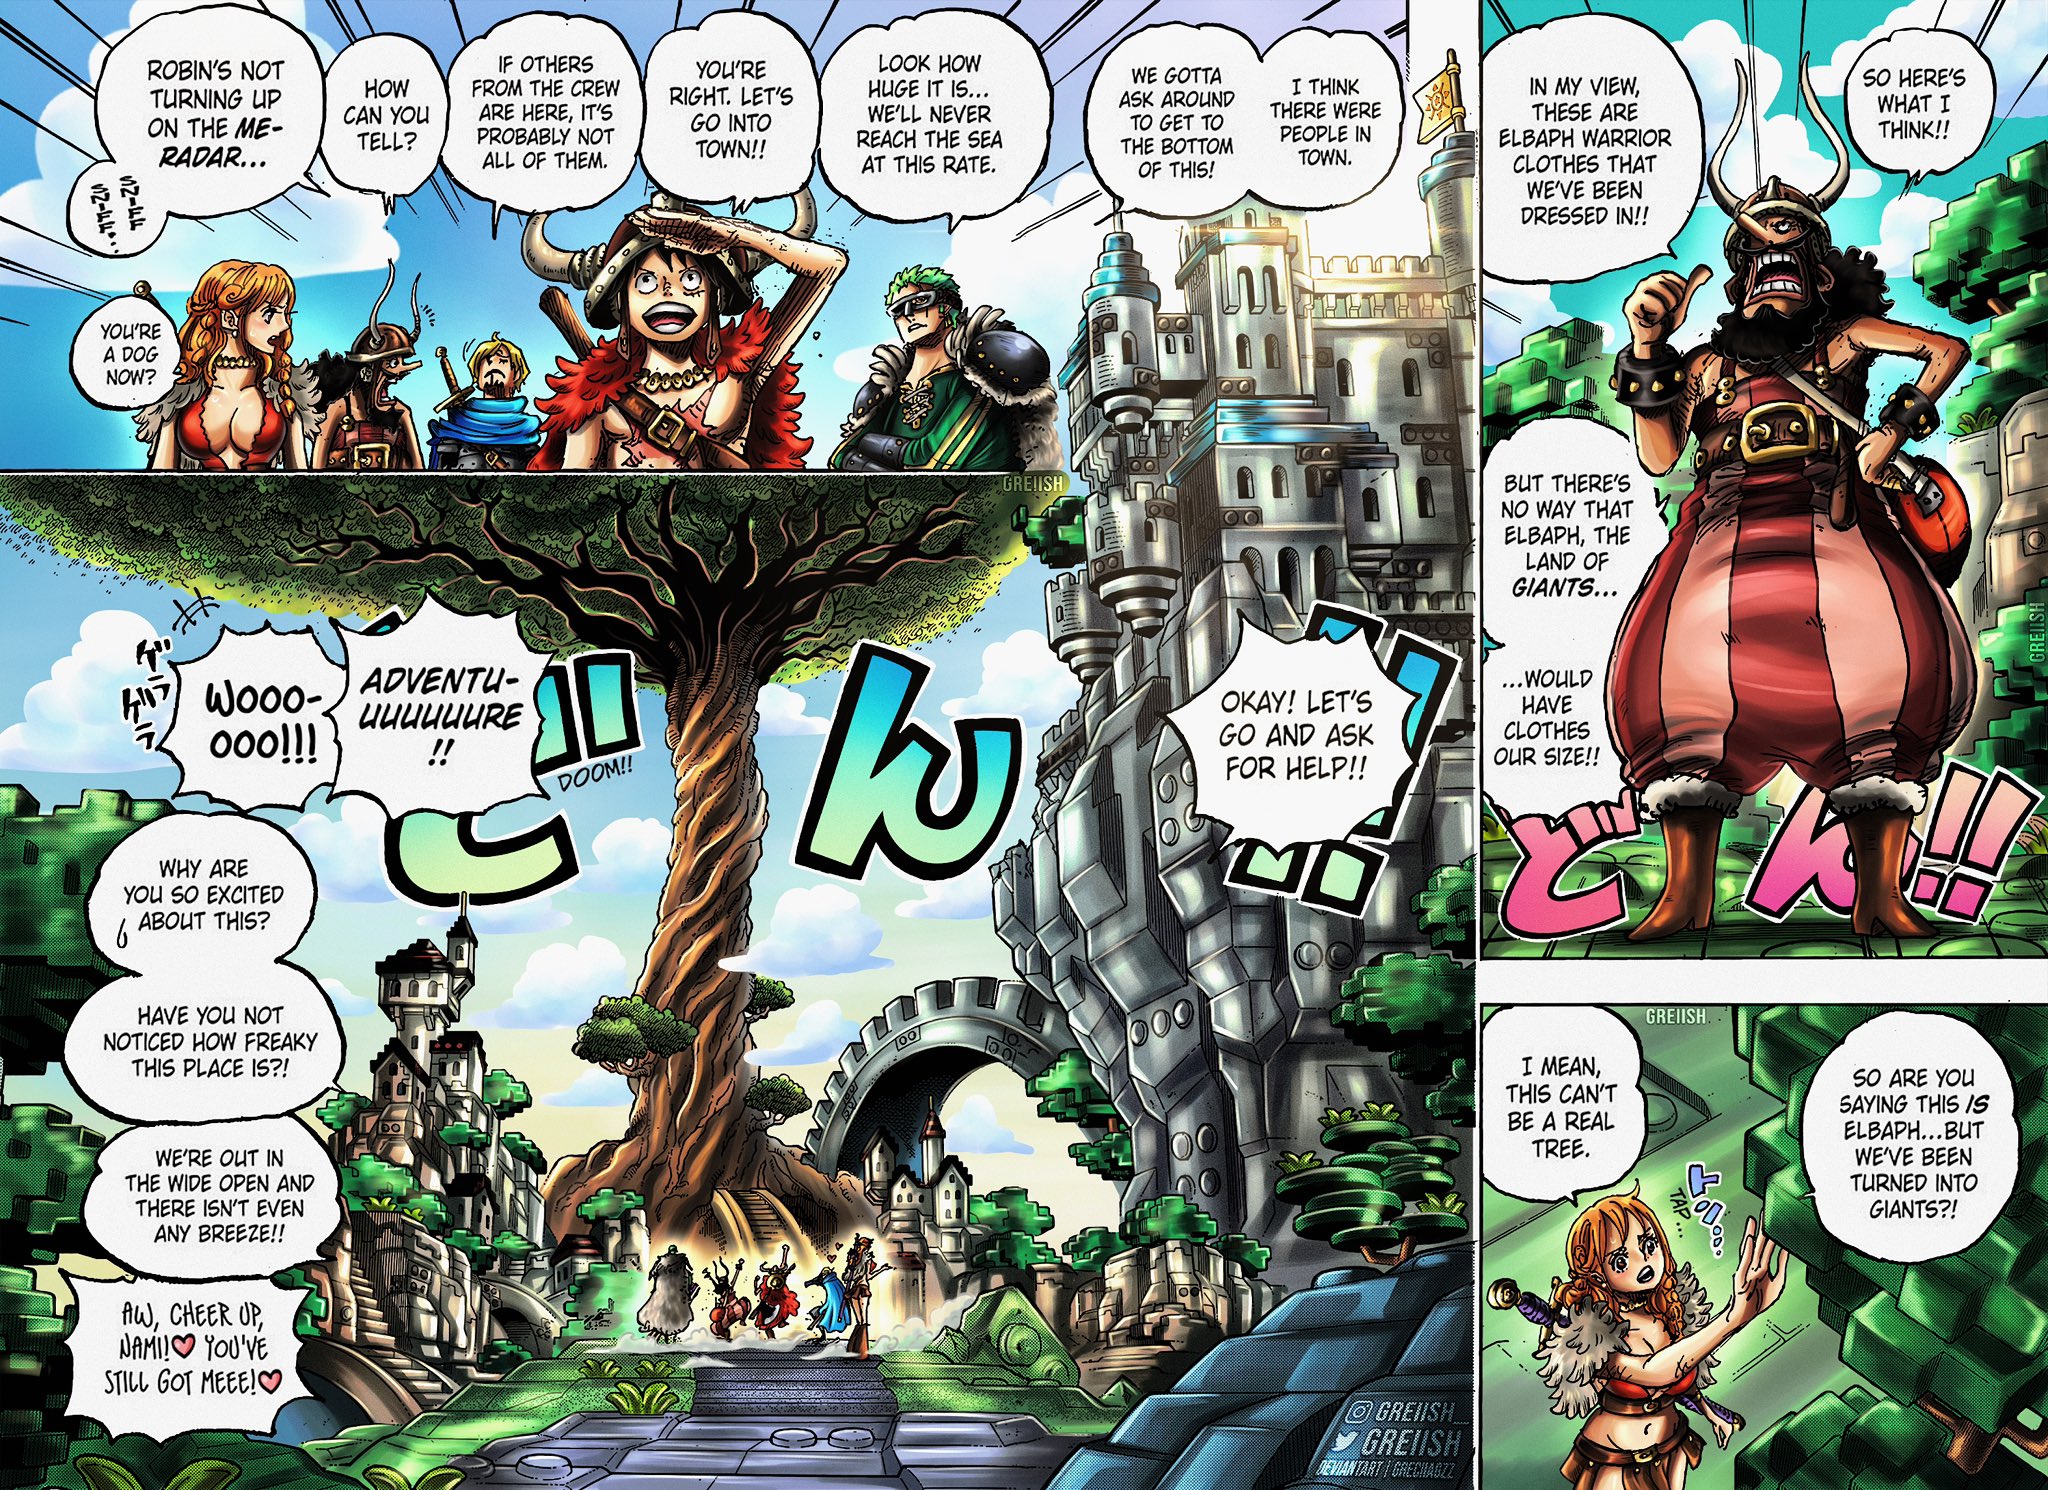 SO HERE'S
WHAT I
THINK!!
IN MY VIEW,
THESE ARE
ELBAPH WARRIOR
CLOTHES THAT
WE'VE BEEN
DRESSED IN!!
BUT THERE'S
NO WAY THAT
ELBAPH, THE
LAND OF
GIANTS...
...WOULD
HAVE
CLOTHES
OUR SIZE!!
どん!!
GREIISH
GREIISH
SO ARE YOU
SAYING THIS IS
ELBAPH...BUT
WE'VE BEEN
TURNED INTO
GIANTS?!
I MEAN,
THIS CAN'T
BE A REAL
TREE.
TAP...
I THINK
THERE WERE
PEOPLE IN
TOWN.
WE GOTTA
ASK AROUND
TO GET TO
THE BOTTOM
OF THIS!
LOOK HOW
HUGE IT IS...
WE'LL NEVER
REACH THE SEA
AT THIS RATE.
YOU'RE
RIGHT. LET'S
GO INTO
TOWN!!
IF OTHERS
FROM THE CREW
ARE HERE, IT'S
PROBABLY NOT
ALL OF THEM.
HOW
CAN YOU
TELL?
ROBIN'S NOT
TURNING UP
ON THE ME-
RADAR...
SNIFF
SNIFF...
YOU'RE
A DOG
NOW?
GREIISH
OKAY! LET'S
GO AND ASK
FOR HELP!!
どん!!
DOOM!!
ADVENTU-
UUUUUUURE
!!
WOOO-
OOO!!!
ゲラ
ゲラ
WHY ARE
YOU SO EXCITED
ABOUT THIS?
HAVE YOU NOT
NOTICED HOW FREAKY
THIS PLACE IS?!
WE'RE OUT IN
THE WIDE OPEN AND
THERE ISN'T EVEN
ANY BREEZE!!
AW, CHEER UP,
NAMI!♥ YOU'VE
STILL GOT MEEE!♥
GREIISH_
GREIISH
DEVIANTART | GRECIIAGZZ